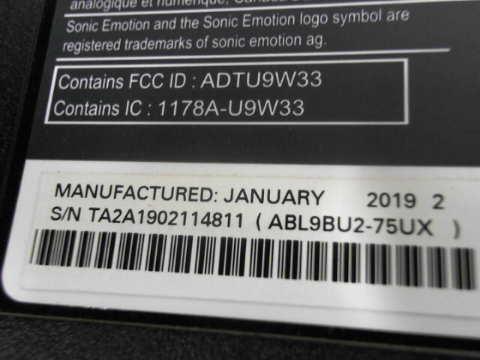 analogique et numérique, Canada
Sonic Emotion and the Sonic Emotion logo symbol are
registered trademarks of sonic emotion ag.
Contains FCC ID : ADTU9W33
Contains IC : 1178A-U9W33
MANUFACTURED: JANUARY 2019 2
S/N TA2A1902114811 ( ABL9BU2-75UX )